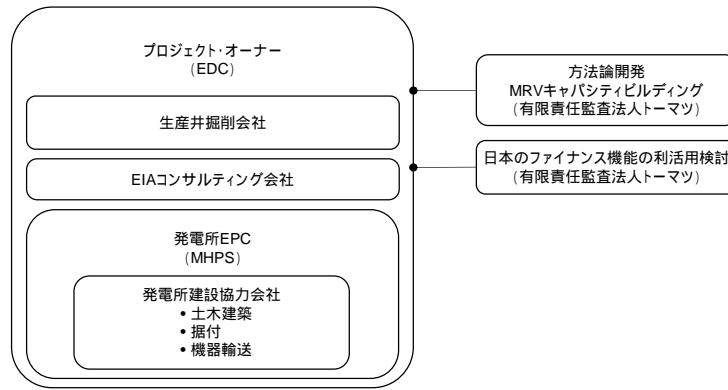 プロジェクト・オーナー
(EDC)
生産井掘削会社
EIAコンサルティング会社
発電所EPC
(MHPS)
発電所建設協力会社
• 土木建築
• 据付
• 機器輸送
方法論開発
MRVキャパシティビルディング
(有限責任監査法人トーマツ)
日本のファイナンス機能の利活用検討
(有限責任監査法人トーマツ)